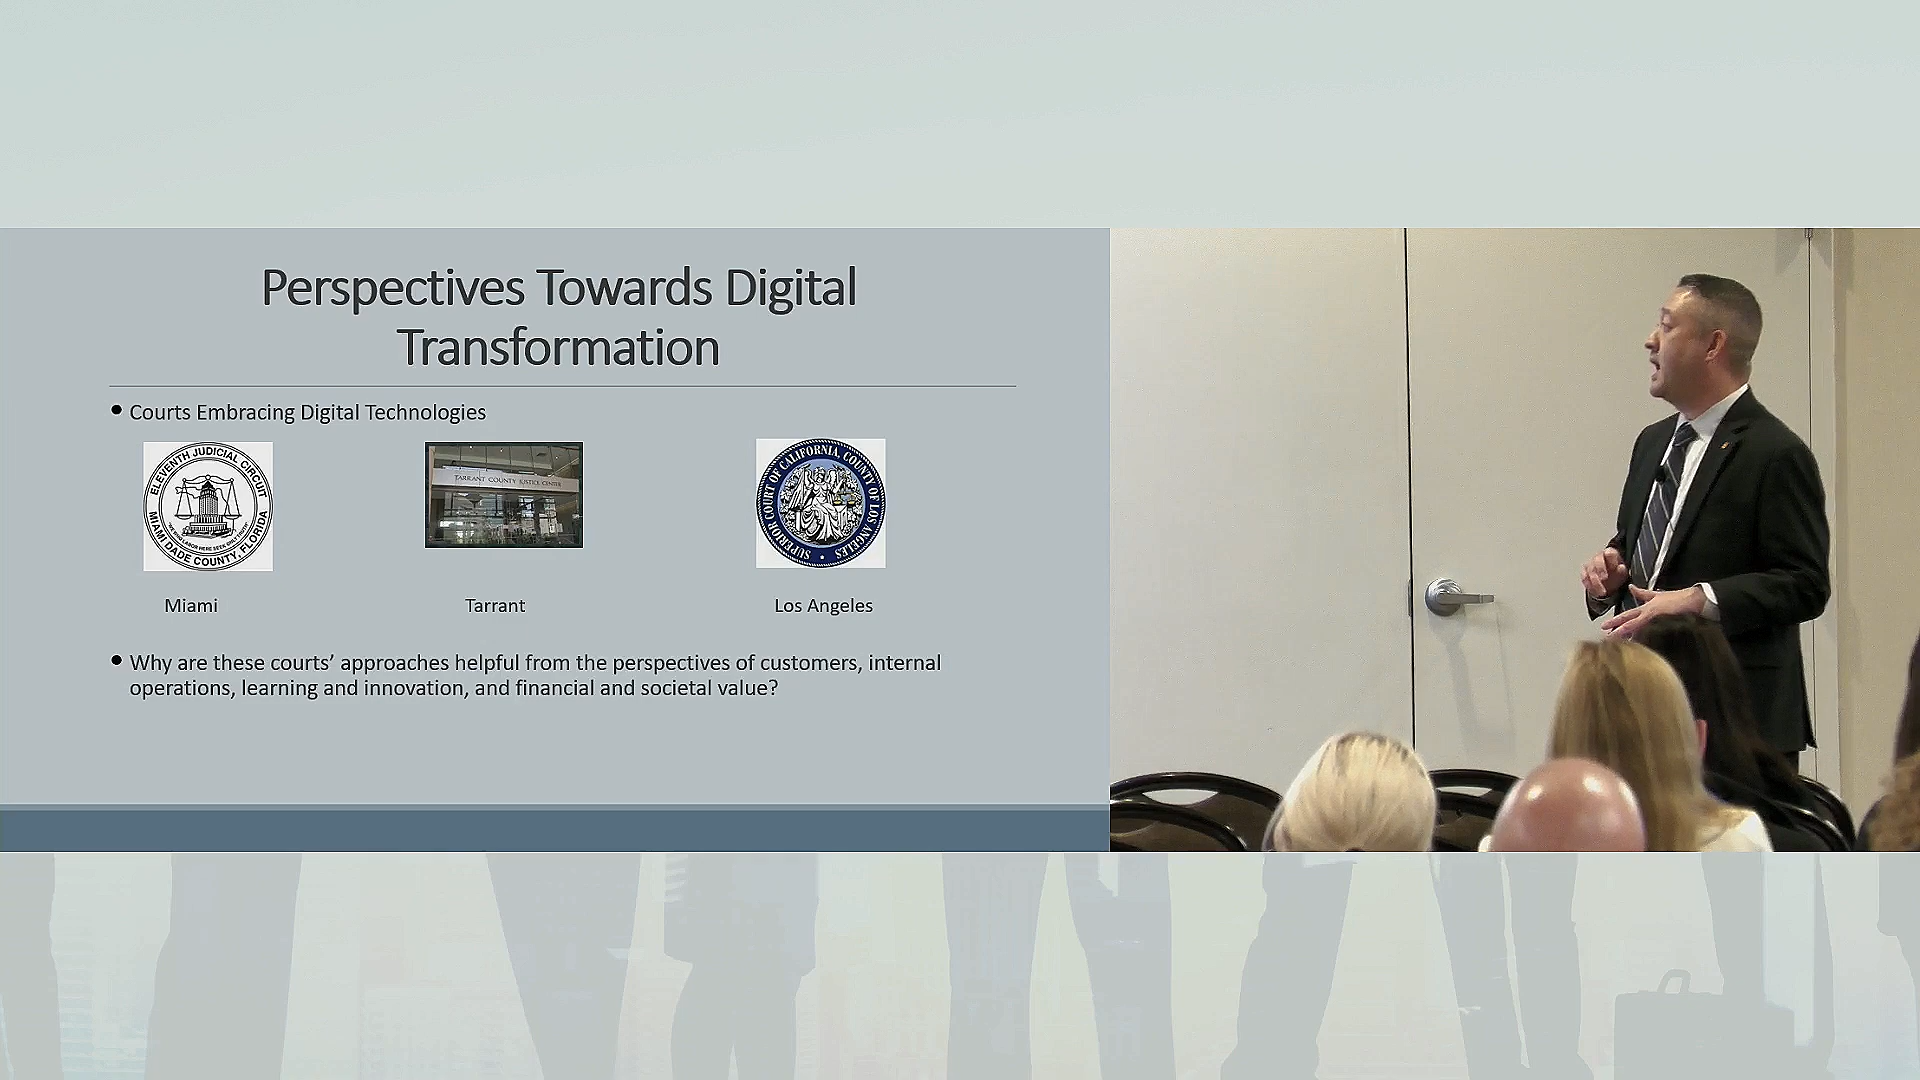 Perspectives Towards Digital
Transformation
• Courts Embracing Digital Technologies
ELEVENTH JUDICIAL CIRCUIT
MIAMI DADE COUNTY, FLORIDA
TARRANT COUNTY JUSTICE CENTER
SUPERIOR COURT OF CALIFORNIA, COUNTY OF LOS ANGELES
Miami
Tarrant
Los Angeles
• Why are these courts’ approaches helpful from the perspectives of customers, internal
operations, learning and innovation, and financial and societal value?